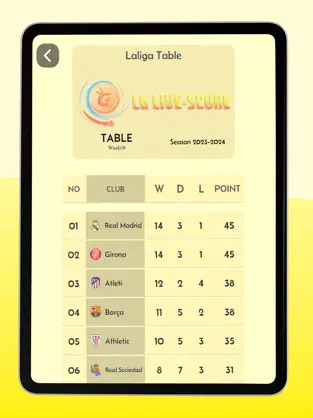 Laliga Table
LA LIVE-SCORE
TABLE
Week19
Season 2023-2024
NO CLUB W D L POINT
01 Real Madrid 14 3 1 45
02 Girona 14 3 1 45
03 Atleti 12 2 4 38
04 Barça 11 5 2 38
05 Athletic 10 5 3 35
06 Real Sociedad 8 7 3 31